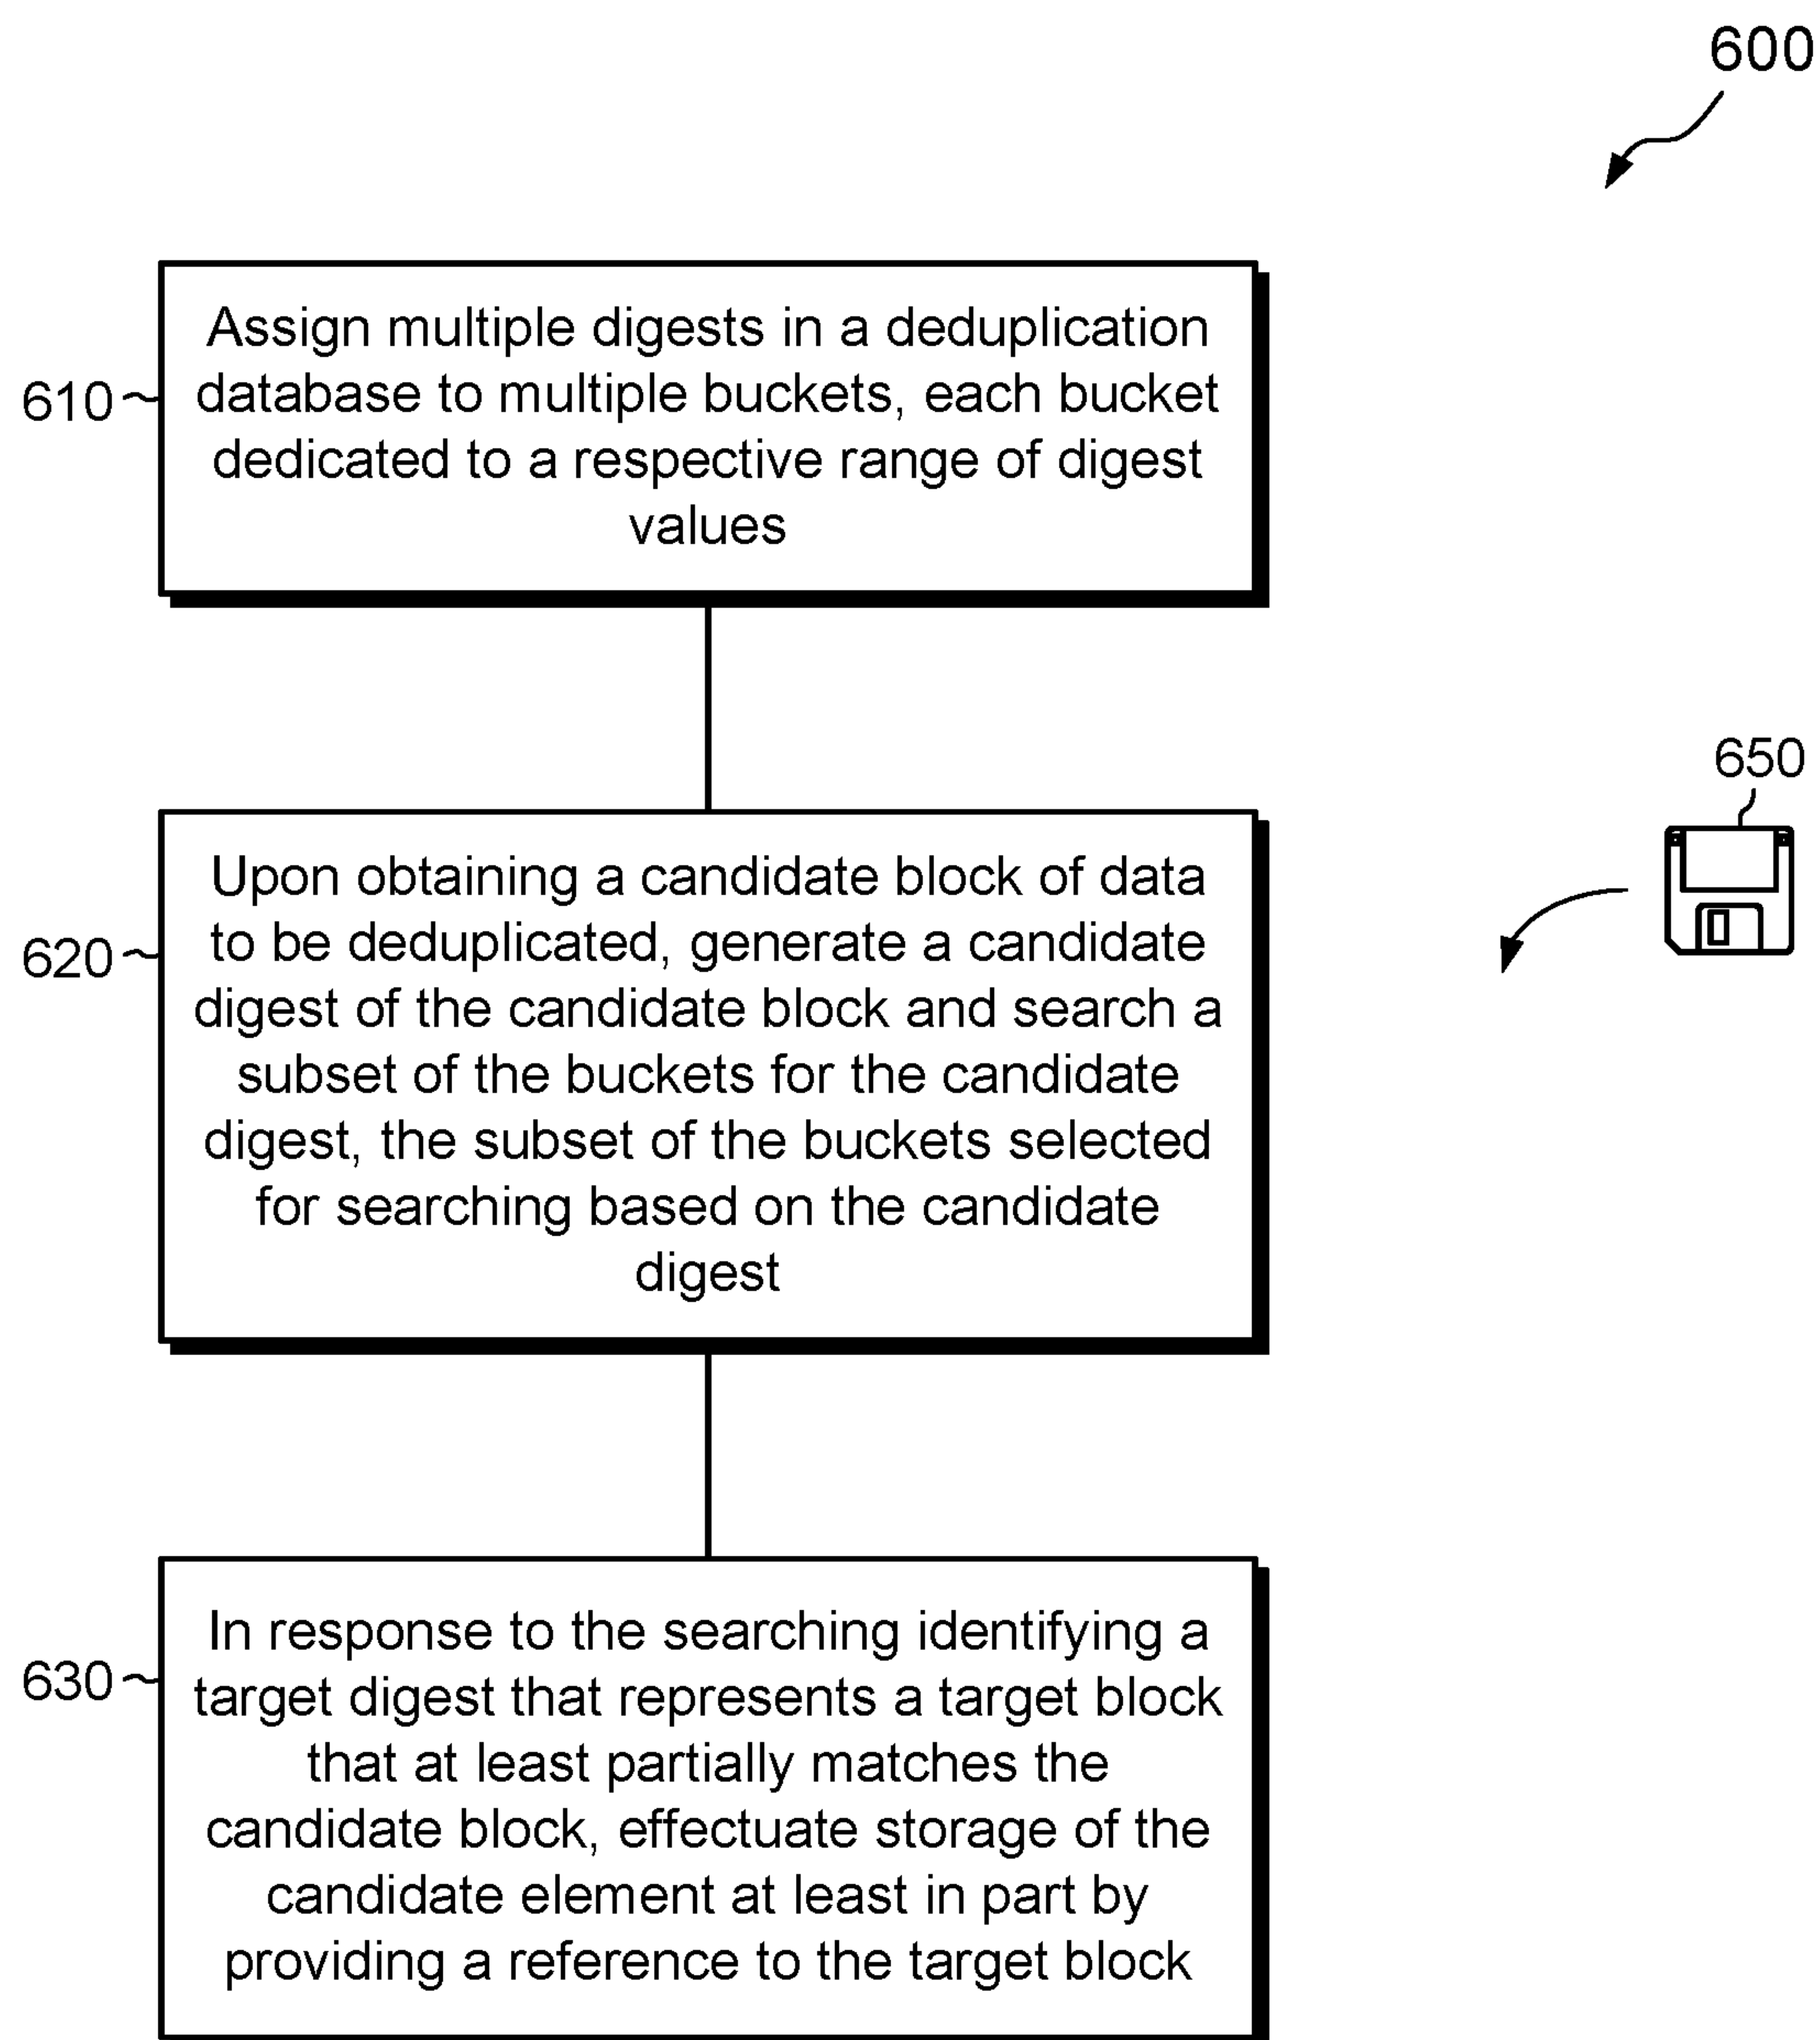 600
Assign multiple digests in a deduplication
610
database to multiple buckets, each bucket
dedicated to a respective range of digest
values
650
Upon obtaining a candidate block of data
620
to be deduplicated, generate a candidate
digest of the candidate block and search a
subset of the buckets for the candidate
digest, the subset of the buckets selected
for searching based on the candidate
digest
In response to the searching identifying a
630
target digest that represents a target block
that at least partially matches the
candidate block, effectuate storage of the
candidate element at least in part by
providing a reference to the target block